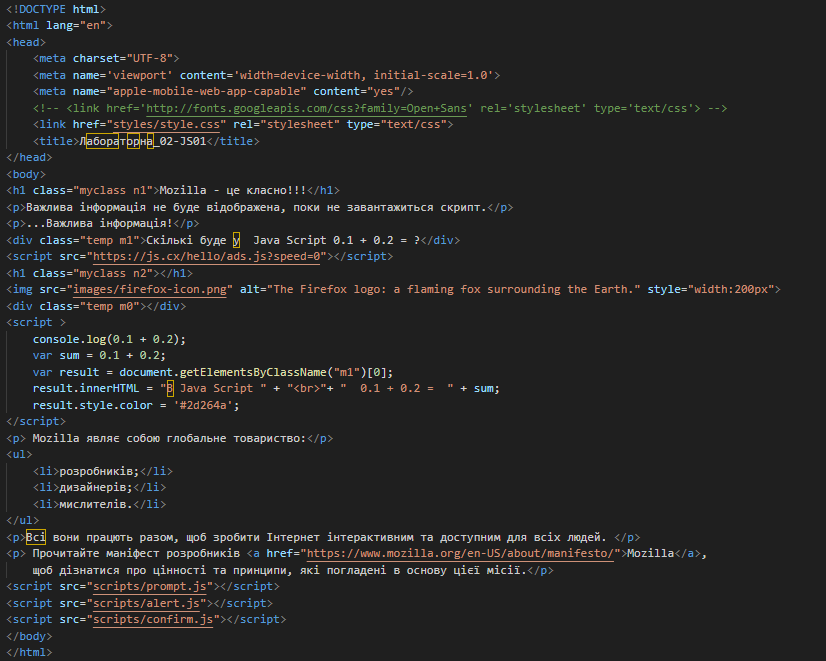 <!DOCTYPE html>
<html lang="en">
<head>
    <meta charset="UTF-8">
    <meta name='viewport' content='width=device-width, initial-scale=1.0'>
    <meta name="apple-mobile-web-app-capable" content="yes"/>
    <!-- <link href='http://fonts.googleapis.com/css?family=Open+Sans' rel='stylesheet' type='text/css'> -->
    <link href="styles/style.css" rel="stylesheet" type="text/css">
    <title>Лабораторна_02-JS01</title>
</head>
<body>
<h1 class="myclass n1">Mozilla - це класно!!!</h1>
<p>Важлива інформація не буде відображена, поки не завантажиться скрипт.</p>
<p>...Важлива інформація!</p>
<div class="temp m1">Скількі буде у  Java Script 0.1 + 0.2 = ?</div>
<script src="https://js.cx/hello/ads.js?speed=0"></script>
<h1 class="myclass n2"></h1>
<img src="images/firefox-icon.png" alt="The Firefox logo: a flaming fox surrounding the Earth." style="width:200px">
<div class="temp m0"></div>
<script >
    console.log(0.1 + 0.2);
    var sum = 0.1 + 0.2;
    var result = document.getElementsByClassName("m1")[0];
    result.innerHTML = "В Java Script " + "<br>"+ "  0.1 + 0.2 =  " + sum;
    result.style.color = '#2d264a';
</script>
<p> Mozilla являє собою глобальне товариство:</p>
<ul>
    <li>розробників;</li>
    <li>дизайнерів;</li>
    <li>мислителів.</li>
</ul>
<p>Всі вони працють разом, щоб зробити Інтернет інтерактивним та доступним для всіх людей. </p>
<p> Прочитайте маніфест розробників <a href="https://www.mozilla.org/en-US/about/manifesto/">Mozilla</a>,
    щоб дізнатися про цінності та принципи, які погладені в основу цієї місії.</p>
<script src="scripts/prompt.js"></script>
<script src="scripts/alert.js"></script>
<script src="scripts/confirm.js"></script>
</body>
</html>